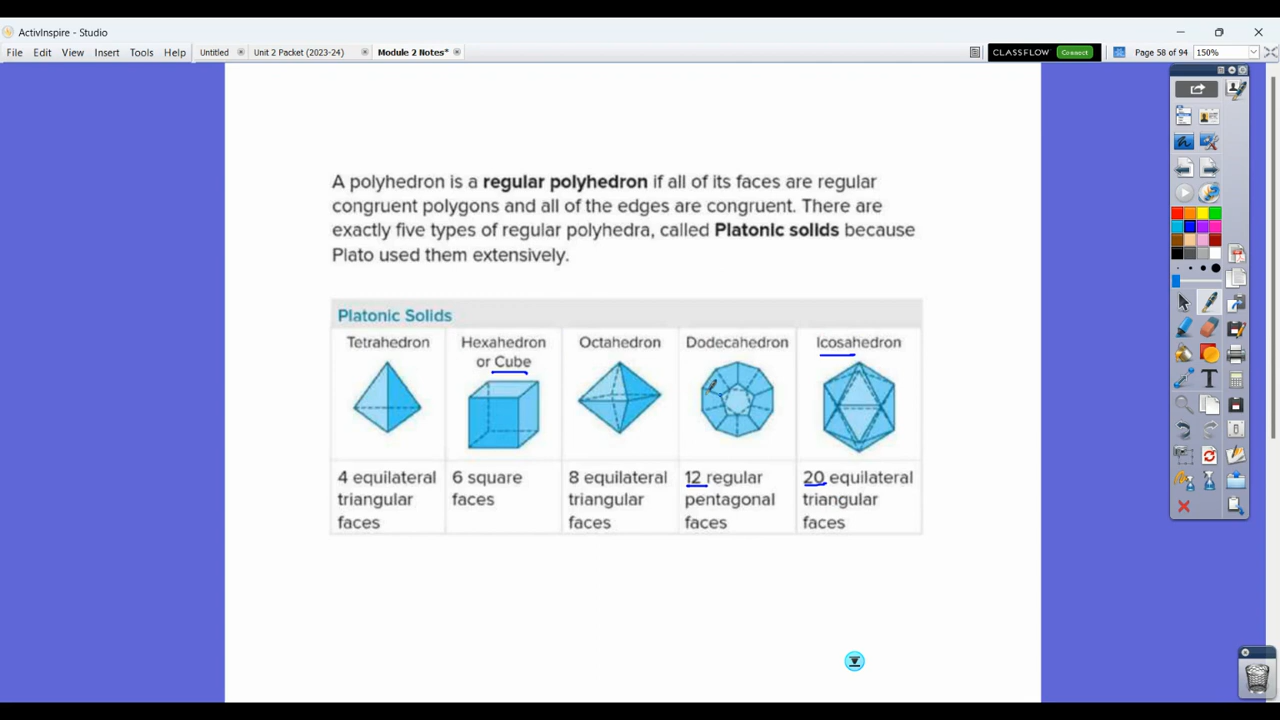 ActivInspire - Studio
File Edit View Insert Tools Help Untitled Unit 2 Packet (2023-24) Module 2 Notes* CLASSFLOW Connect Page 58 of 94 150%
A polyhedron is a regular polyhedron if all of its faces are regular
congruent polygons and all of the edges are congruent. There are
exactly five types of regular polyhedra, called Platonic solids because
Plato used them extensively.
Platonic Solids
Tetrahedron
Hexahedron
or Cube
Octahedron
Dodecahedron
Icosahedron
4 equilateral
triangular
faces
6 square
faces
8 equilateral
triangular
faces
12 regular
pentagonal
faces
20 equilateral
triangular
faces